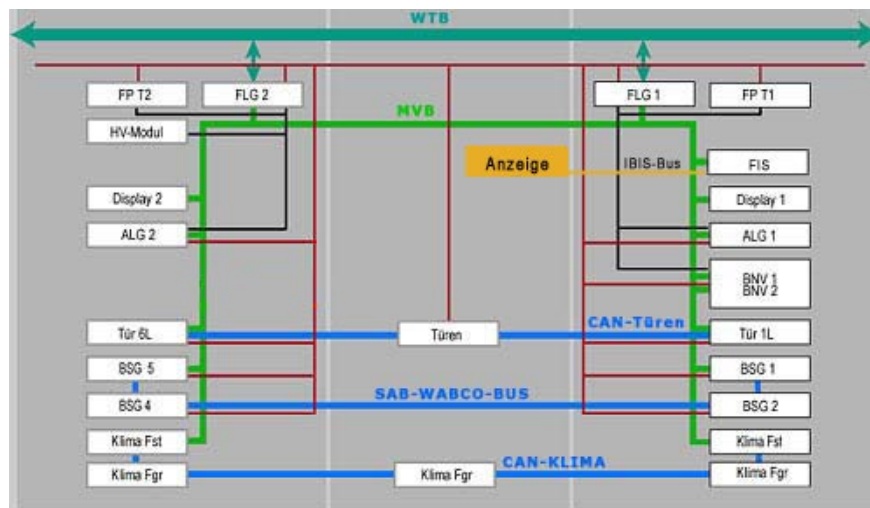 WTB
FP T2
FLG 2
FLG 1
FP T1
MVB
HV-Modul
Anzeige
IBIS-Bus
FIS
Display 2
Display 1
ALG 2
ALG 1
BNV 1
BNV 2
CAN-Türen
Tür 6L
Türen
Tür 1L
BSG 5
BSG 1
SAB-WABCO-BUS
BSG 4
BSG 2
Klima Fst
Klima Fst
CAN-KLIMA
Klima Fgr
Klima Fgr
Klima Fgr